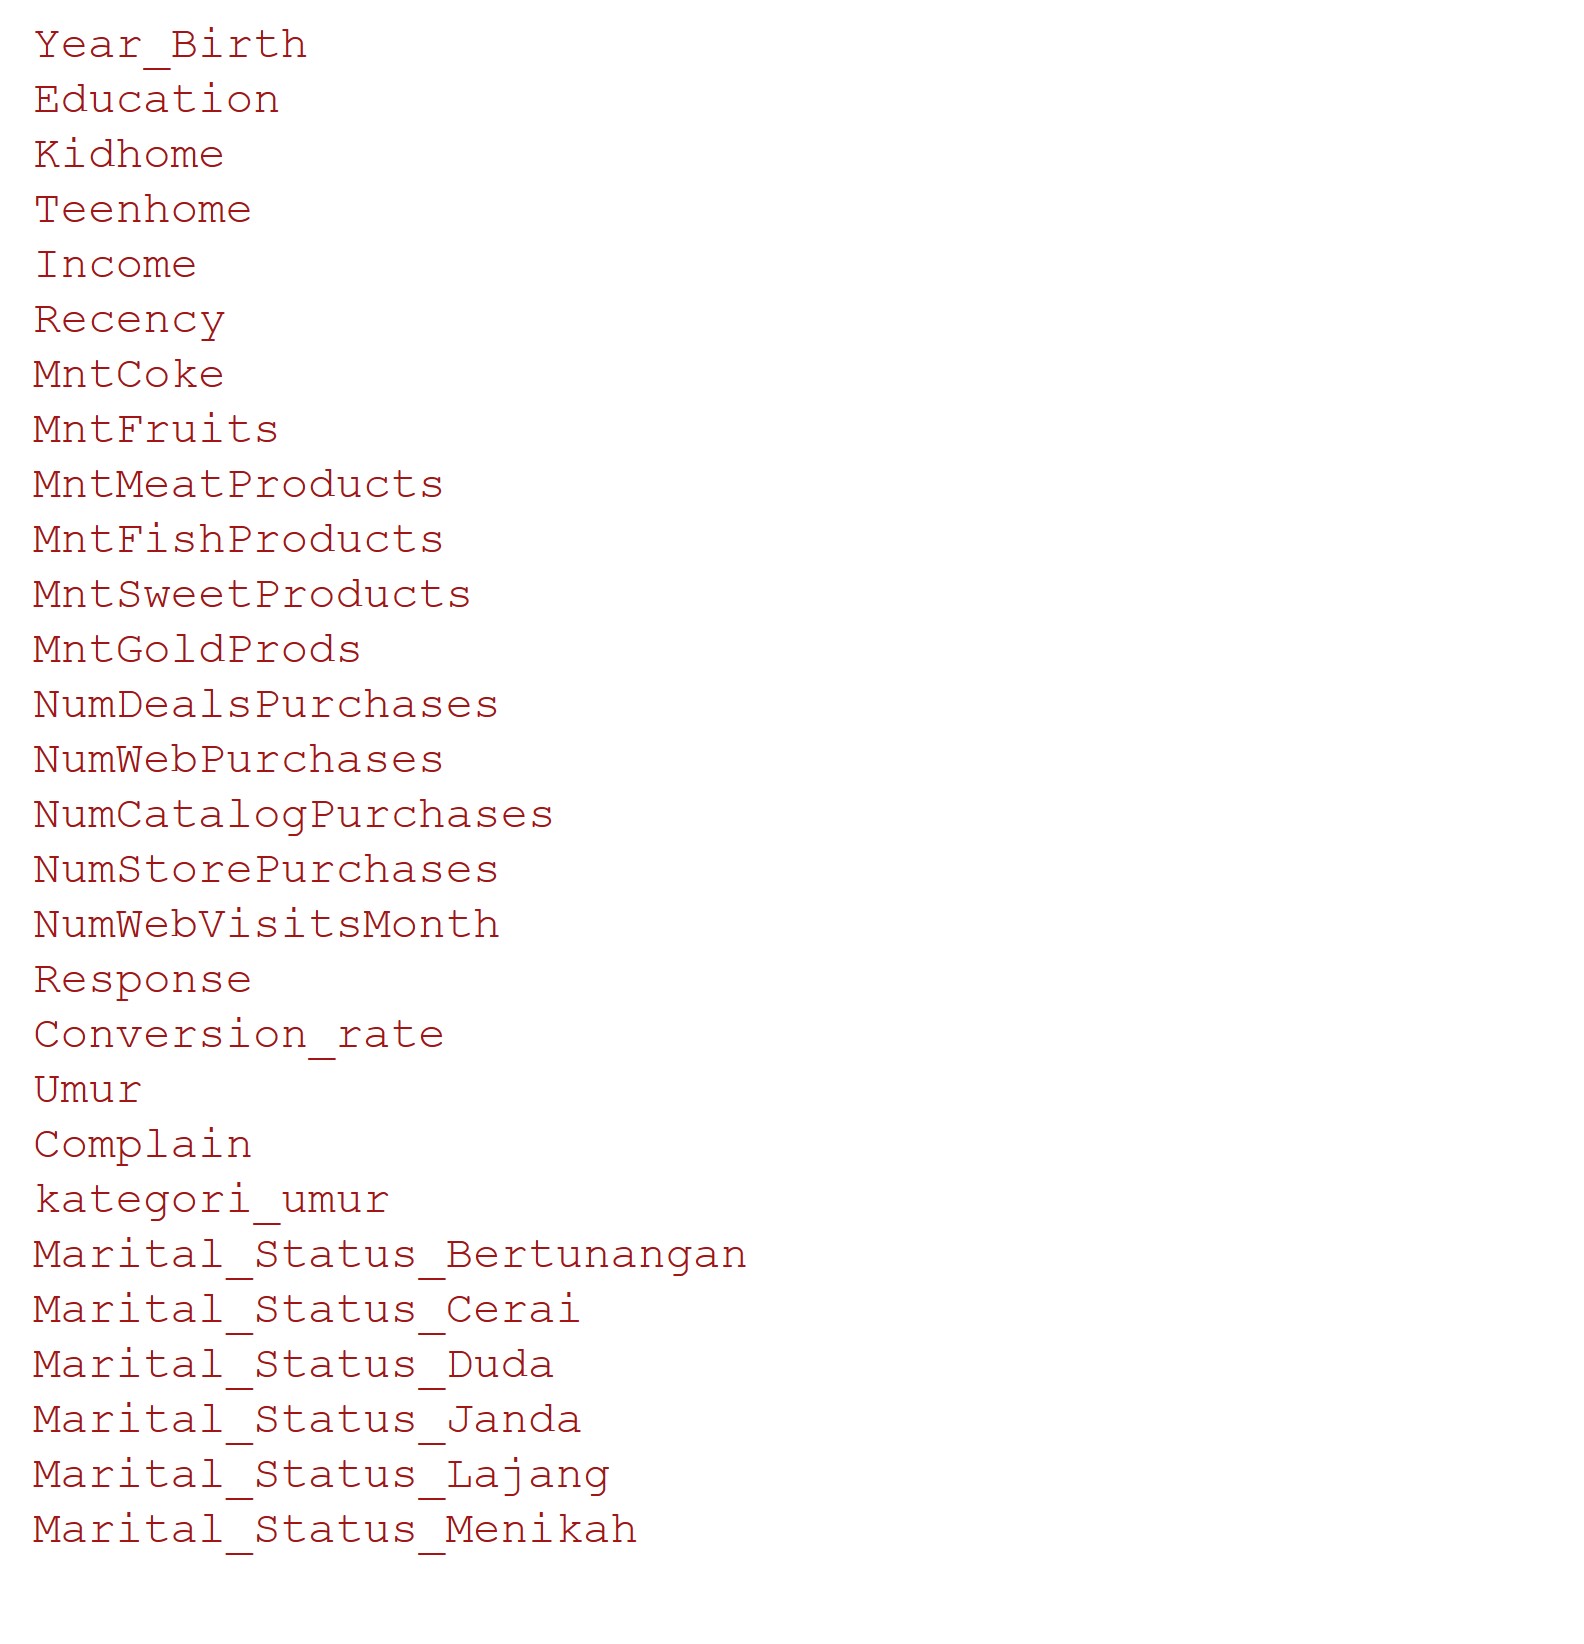 Year_Birth
Education
Kidhome
Teenhome
Income
Recency
MntCoke
MntFruits
MntMeatProducts
MntFishProducts
MntSweetProducts
MntGoldProds
NumDealsPurchases
NumWebPurchases
NumCatalogPurchases
NumStorePurchases
NumWebVisitsMonth
Response
Conversion_rate
Umur
Complain
kategori_umur
Marital_Status_Bertunangan
Marital_Status_Cerai
Marital_Status_Duda
Marital_Status_Janda
Marital_Status_Lajang
Marital_Status_Menikah